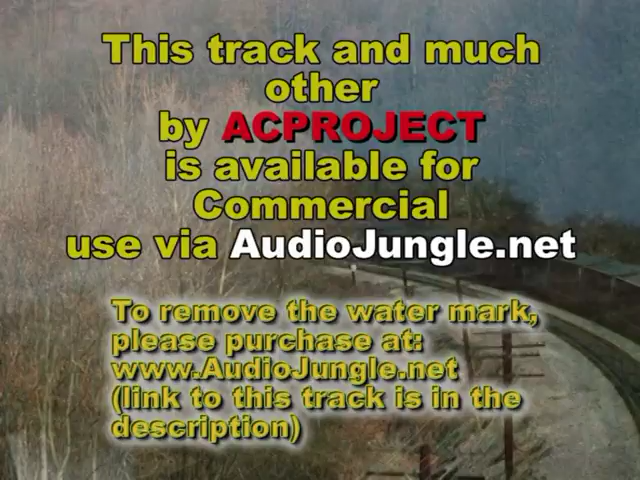 This track and much
other
by ACPROJECT
is available for
Commercial
use via AudioJungle.net
To remove the water mark,
please purchase at:
www.AudioJungle.net
(link to this track is in the
description)